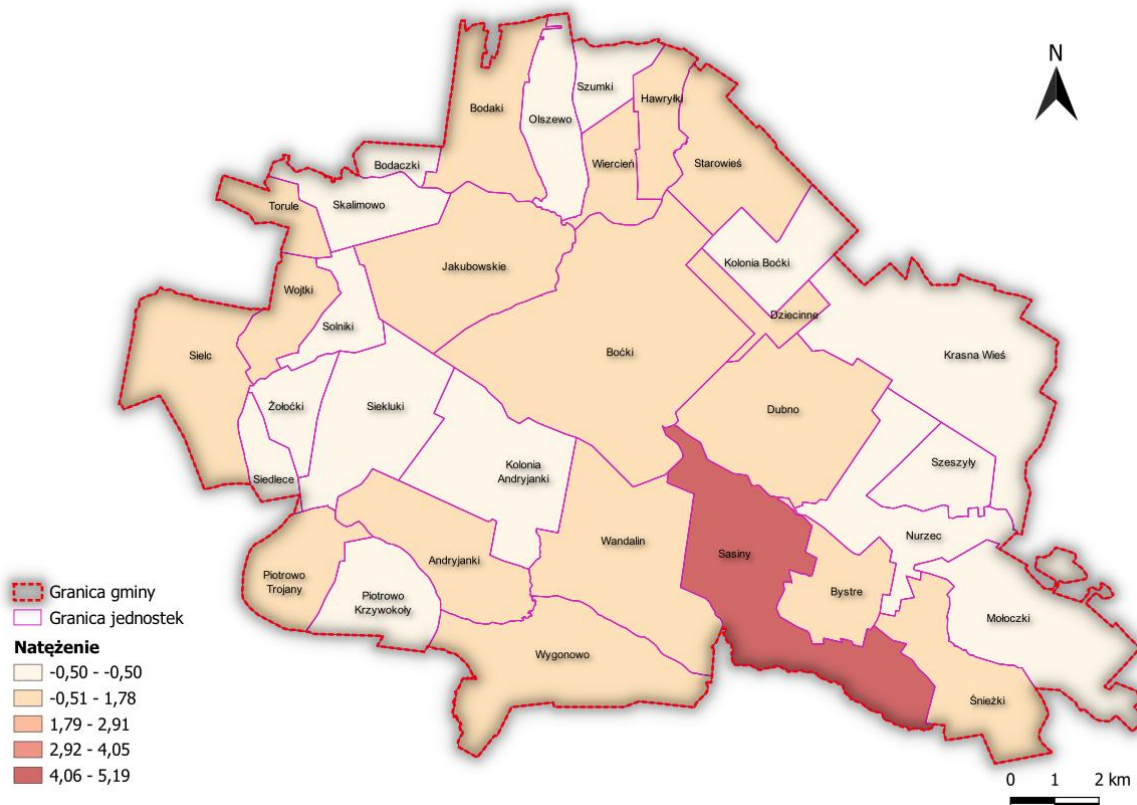 N
Szumki
Bodaki
Hawryłki
Olszewo
Bodaczki
Wiercień
Starowieś
Torule
Skalimowo
Jakubowskie
Kolonia Boćki
Wojtki
Solniki
Dziecinne
Sielc
Boćki
Krasna Wieś
Żołoćki
Siekluki
Dubno
Siedlece
Kolonia
Andryjanki
Szeszyły
Nurzec
Wandalin
Sasiny
Andryjanki
Piotrowo
Trojany
Piotrowo
Krzywokoły
Bystre
Mołoczki
Wygonowo
Śnieżki
Granica gminy
Granica jednostek
Natężenie
-0,50 - -0,50
-0,51 - 1,78
1,79 - 2,91
2,92 - 4,05
4,06 - 5,19
0 1 2 km